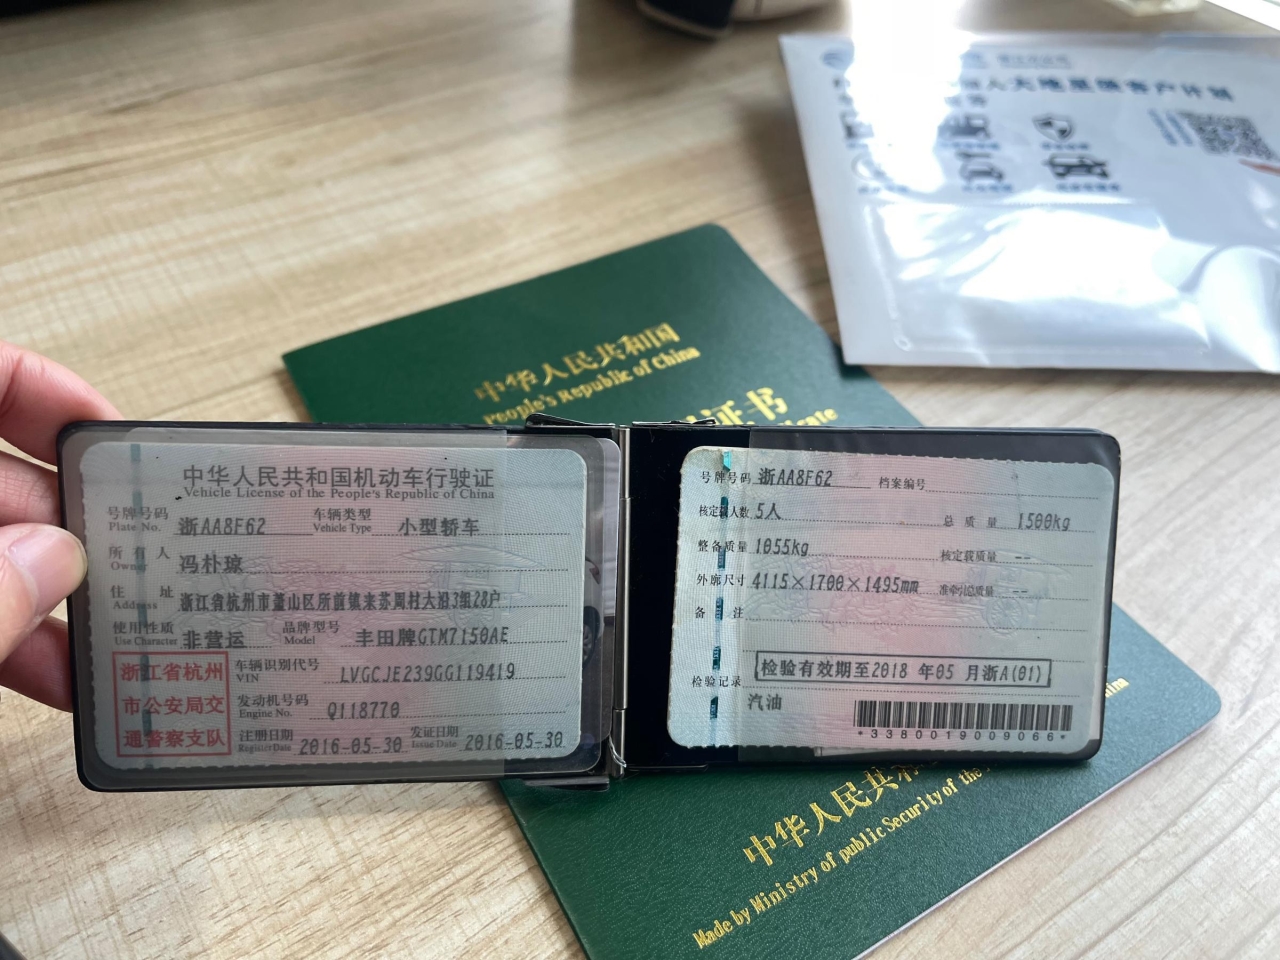 人大地星级客户计划
中华人民共和国
People's Republic of China
证书
中华人民共和国机动车行驶证
Vehicle License of the People's Republic of China
号牌号码 浙AA8F62 车辆类型 小型轿车
Plate No. Vehicle Type
所有人 冯朴琼
Owner
住址 浙江省杭州市萧山区所前镇来苏周村大沿3组28户
Address
使用性质 非营运 品牌型号 丰田牌GTM7150AE
Use Character Model
浙江省杭州
市公安局交
通警察支队
车辆识别代号 LVGCJE239GG119419
VIN
发动机号码 Q118770
Engine No.
注册日期 2016-05-30 发证日期 2016-05-30
Register Date Issue Date
号牌号码 浙AA8F62 档案编号
核定载人数 5人 总质量 1500kg
整备质量 1055kg 核定载质量 --
外廓尺寸 4115×1700×1495mm 准牵引总质量 --
备注
检验记录 检验有效期至2018 年05 月浙A(01)
汽油
*3380019009066*
中华人民共和
Made by Ministry of public Security of the
China